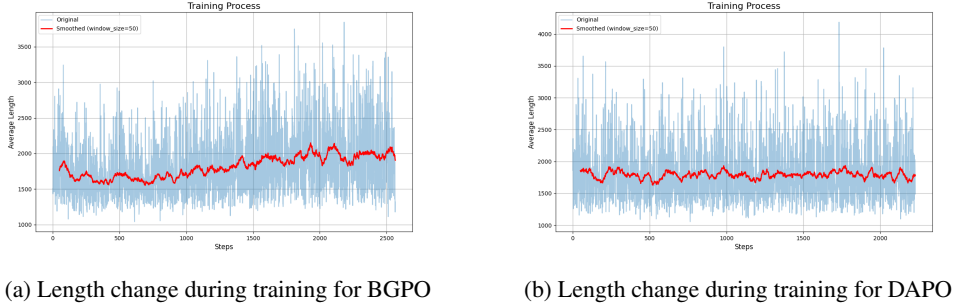 Training Process
Original
Smoothed (window_size=50)
3500
3000
2500
2000
1500
1000
Average Length
0
500
1000
1500
2000
2500
Steps
(a) Length change during training for BGPO
Training Process
Original
Smoothed (window_size=50)
4000
3500
3000
2500
2000
1500
1000
Average Length
0
500
1000
1500
2000
Steps
(b) Length change during training for DAPO